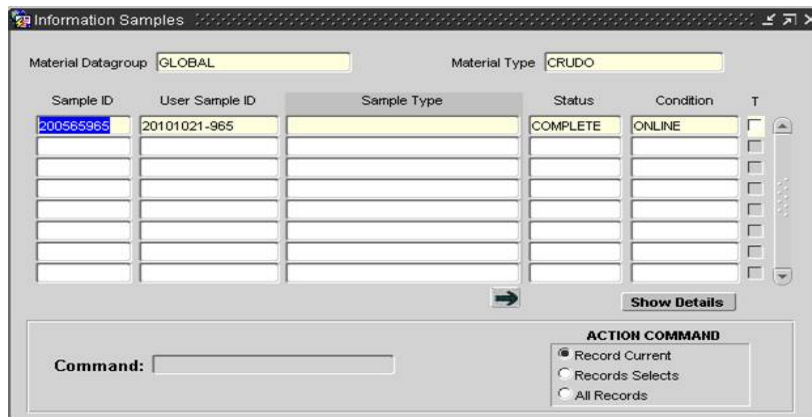 Information Samples
Material Datagroup GLOBAL Material Type CRUDO
Sample ID User Sample ID Sample Type Status Condition T
200565965 20101021-965 COMPLETE ONLINE
Show Details
ACTION COMMAND
Command: Record Current
Records Selects
All Records